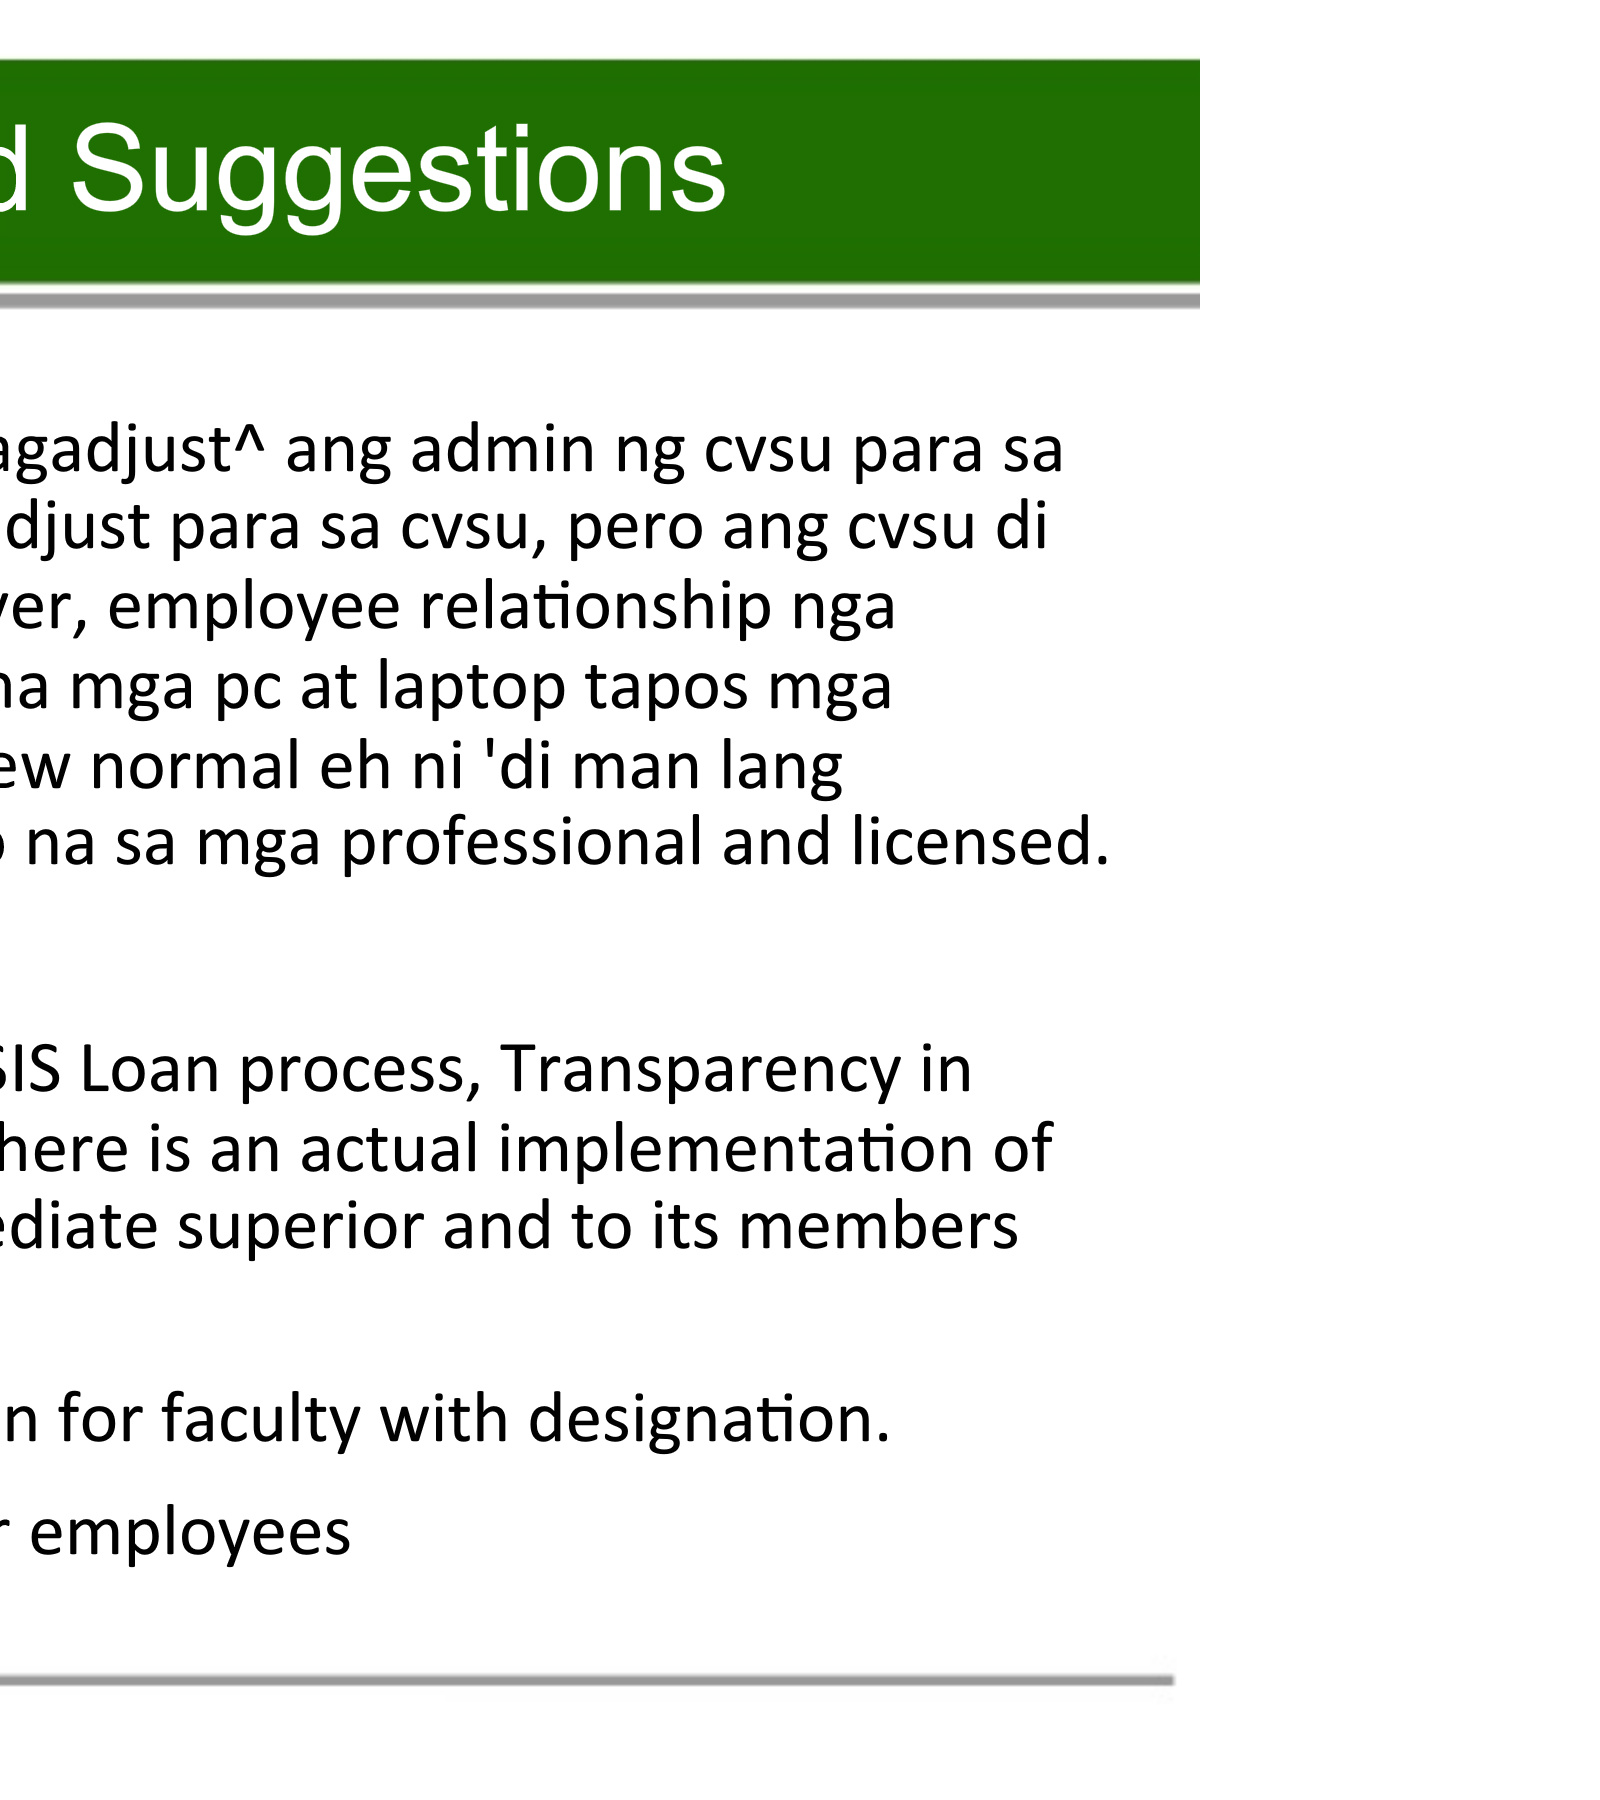 d Suggestions
agadjust^ ang admin ng cvsu para sa
djust para sa cvsu, pero ang cvsu di
yer, employee relationship nga
na mga pc at laptop tapos mga
ew normal eh ni 'di man lang
na sa mga professional and licensed.
SIS Loan process, Transparency in
here is an actual implementation of
ediate superior and to its members
n for faculty with designation.
r employees